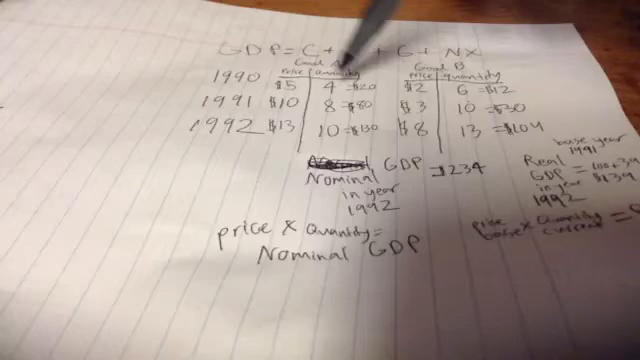 GDP = C + + G + NX
Good A Good B
Price quantity price quantity
1990 $5 4 = $20 $2 6 = $12
1991 $10 8 = $80 $3 10 = $30
1992 $13 10 = $130 $8 13 = $104
GDP = 234
Nominal
in year
1992
price x Quantity =
Nominal GDP
base year
1991
Real
GDP = 100 + 39
in year $139
1992
price x Quantity =
base current